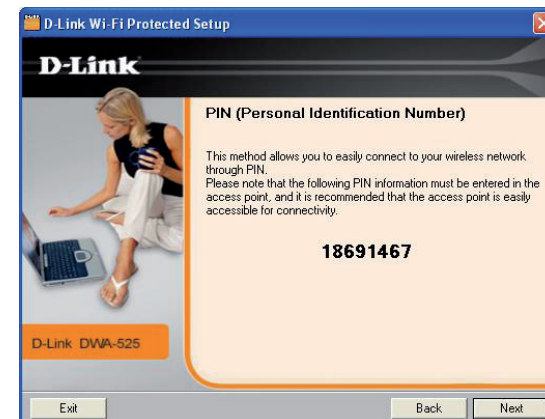 D-Link Wi-Fi Protected Setup
D-Link
PIN (Personal Identification Number)
This method allows you to easily connect to your wireless network
through PIN.
Please note that the following PIN information must be entered in the
access point, and it is recommended that the access point is easily
accessible for connectivity.
18691467
D-Link DWA-525
Exit
Back
Next